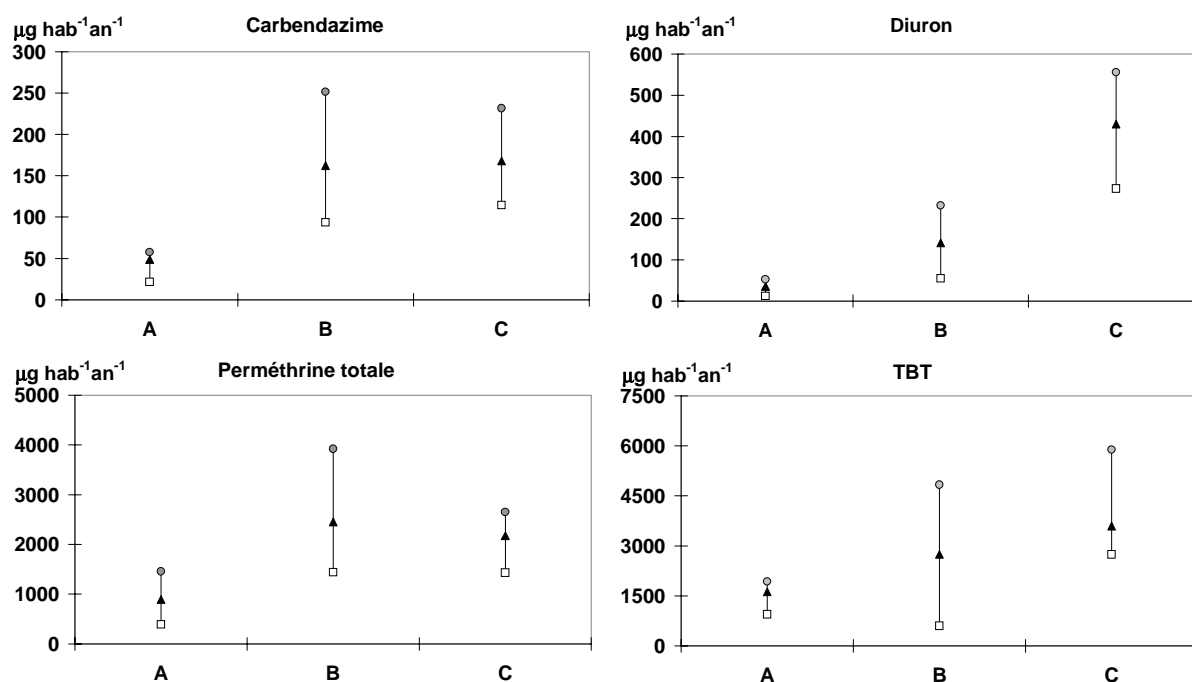 Carbendazime
μg hab⁻¹an⁻¹
300
250
200
150
100
50
0
A B C
Diuron
μg hab⁻¹an⁻¹
600
500
400
300
200
100
0
A B C
Perméthrine totale
μg hab⁻¹an⁻¹
5000
4000
3000
2000
1000
0
A B C
TBT
μg hab⁻¹an⁻¹
7500
6000
4500
3000
1500
0
A B C